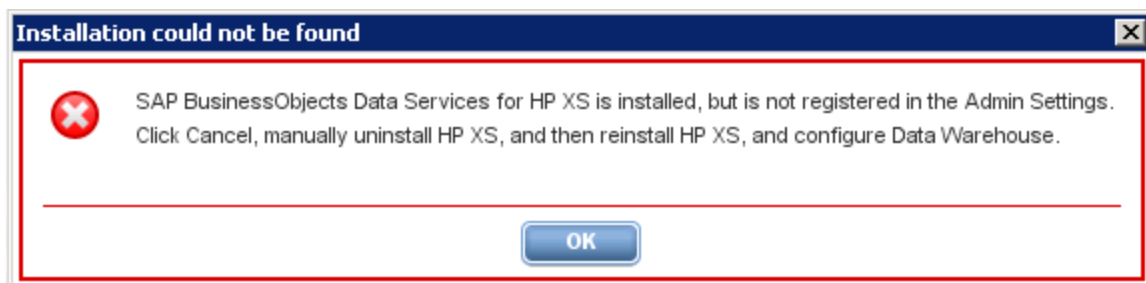 Installation could not be found
SAP BusinessObjects Data Services for HP XS is installed, but is not registered in the Admin Settings.
Click Cancel, manually uninstall HP XS, and then reinstall HP XS, and configure Data Warehouse.
OK